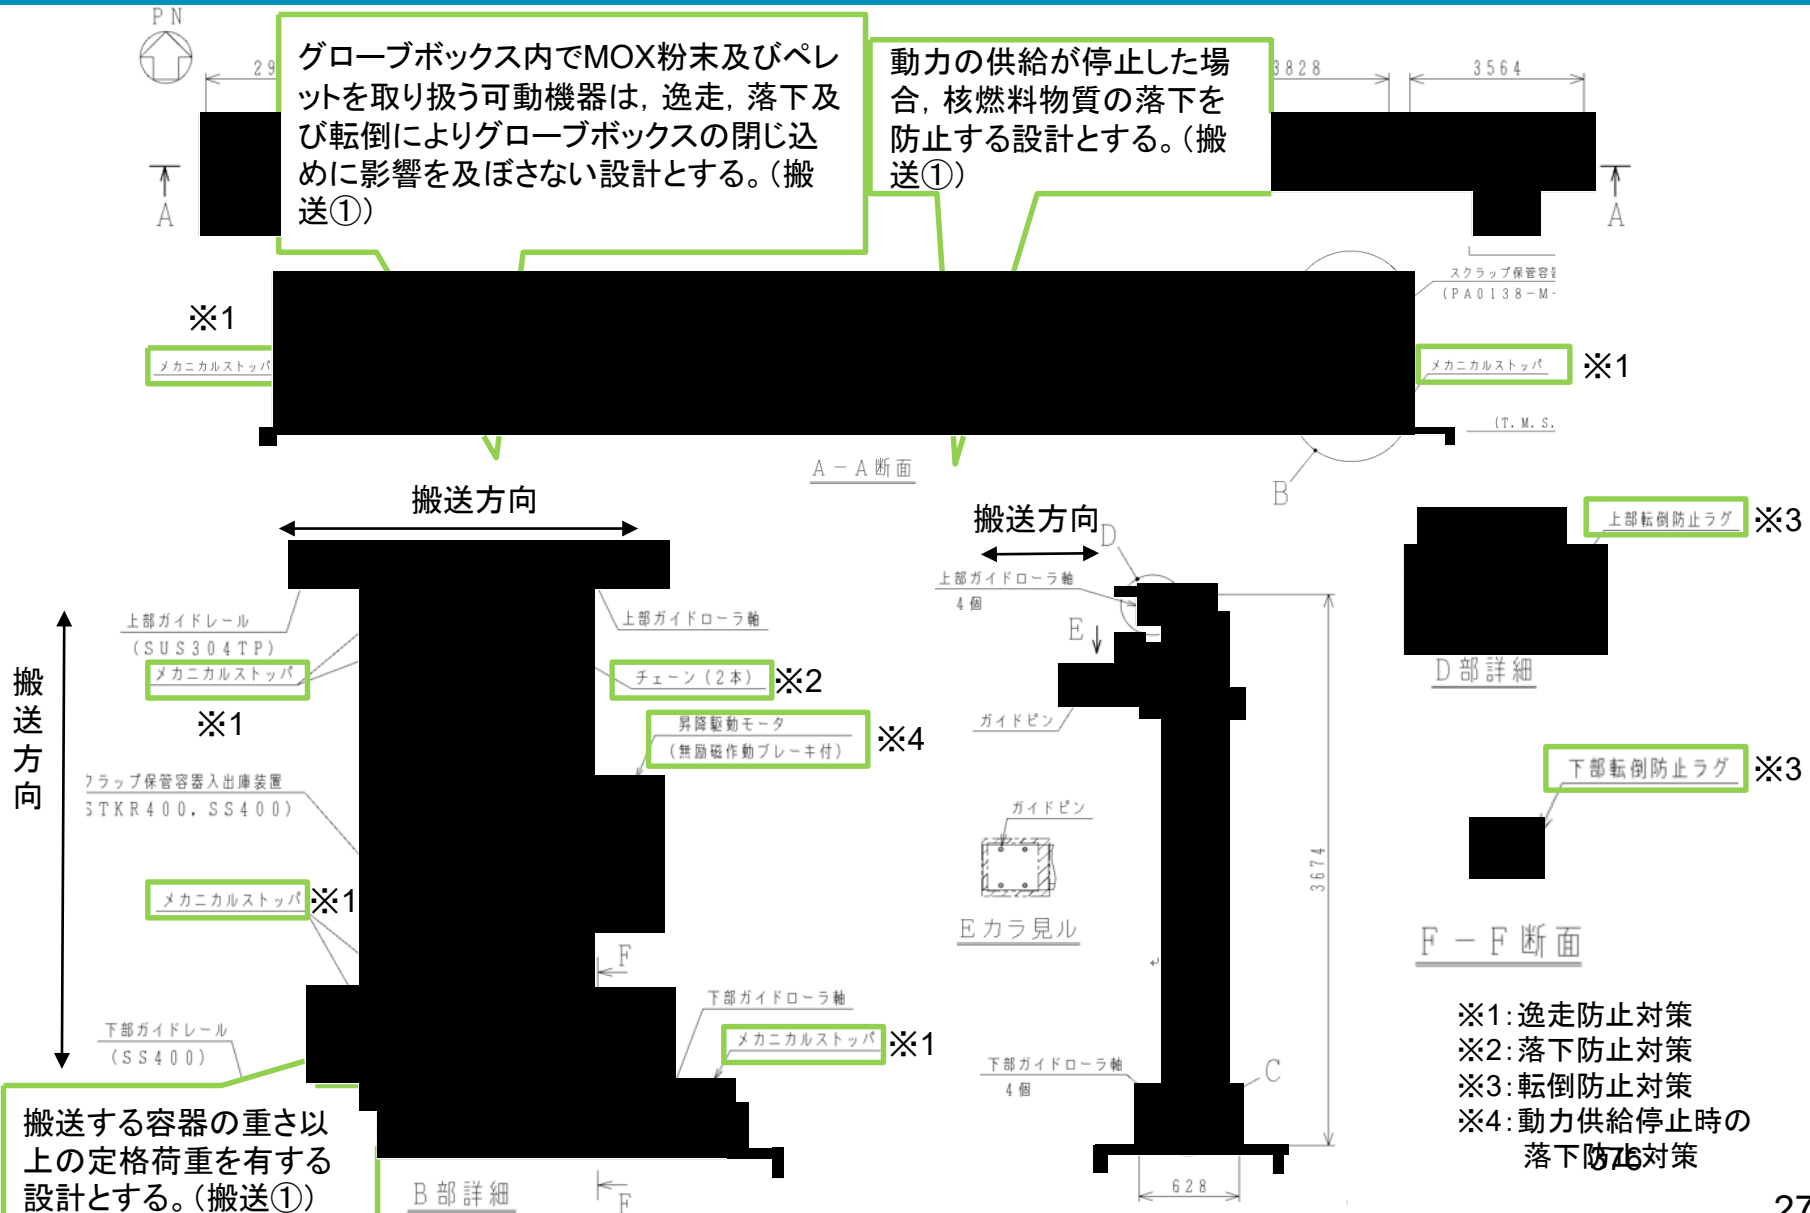 PN
29
グローブボックス内でMOX粉末及びペレ
ットを取り扱う可動機器は，逸走，落下及
び転倒によりグローブボックスの閉じ込
めに影響を及ぼさない設計とする。（搬
送①）
動力の供給が停止した場
合，核燃料物質の落下を
防止する設計とする。（搬
送①）
3828
3564
A
A
スクラップ保管容
(PA0138-M-
※1
メカニカルストッパ
メカニカルストッパ
※1
(T.M.S.
A－A断面
B
搬送方向
搬送方向
D
上部転倒防止ラグ
※3
上部ガイドローラ軸
4個
上部ガイドレール
(SUS304TP)
上部ガイドローラ軸
E
メカニカルストッパ
※1
チェーン（2本）
※2
D部詳細
搬送方向
昇降駆動モータ
（無励磁作動ブレーキ付）
※4
ガイドピン
下部転倒防止ラグ
※3
クラップ保管容器入出庫装置
STKR400，SS400)
ガイドピン
3674
メカニカルストッパ
※1
Eカラ見ル
F－F断面
F
下部ガイドローラ軸
下部ガイドレール
(SS400)
メカニカルストッパ
※1
下部ガイドローラ軸
4個
C
※1：逸走防止対策
※2：落下防止対策
※3：転倒防止対策
※4：動力供給停止時の
落下防止対策
376
搬送する容器の重さ以
上の定格荷重を有する
設計とする。（搬送①）
B部詳細
F
628
27